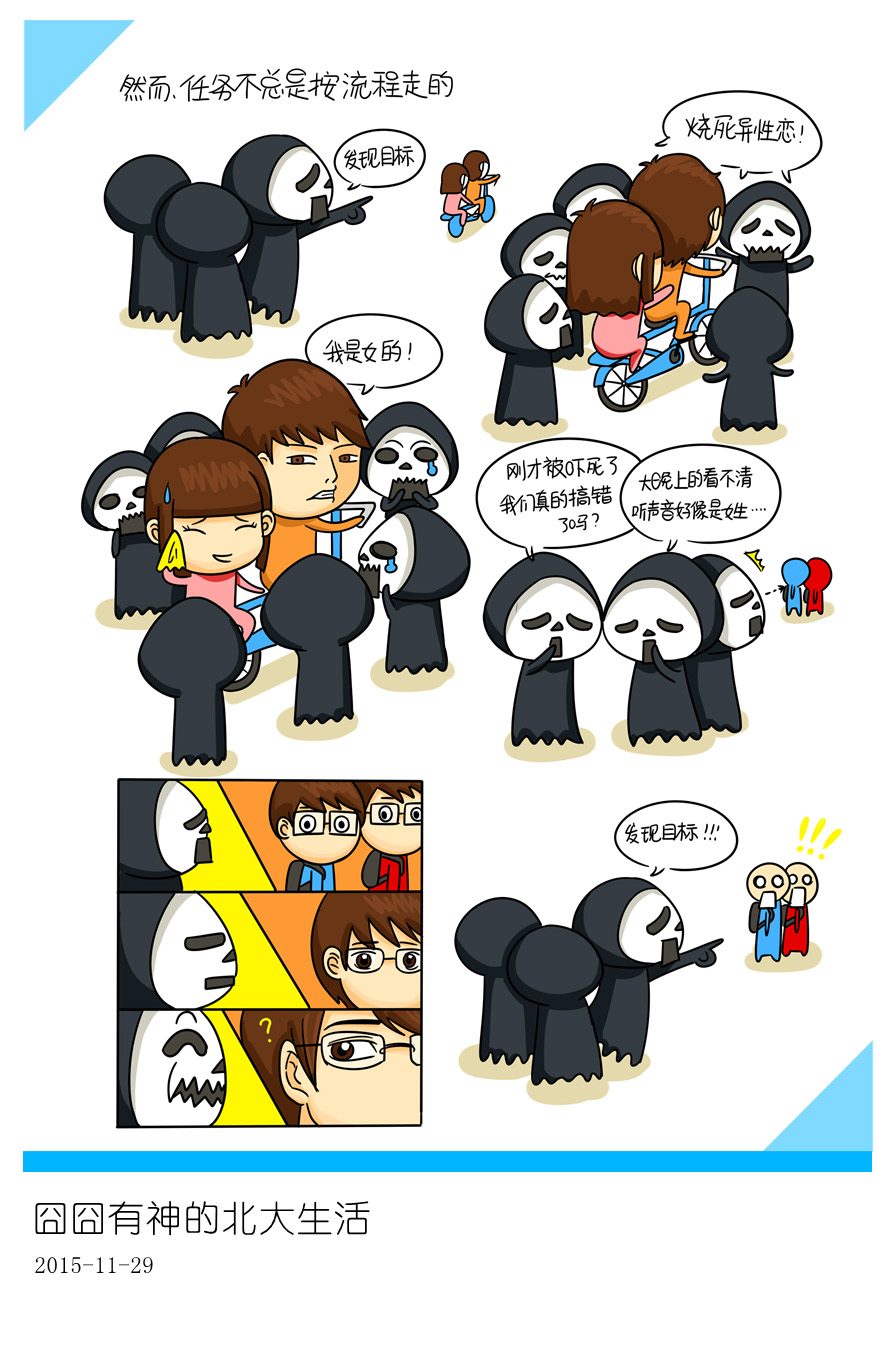 然而、任务不总是按流程走的
发现目标
烧死异性恋!
我是女的!
刚才被吓死了
我们真的搞错
了吗?
大晚上的看不清
听声音好像是女生····
?
发现目标!!!
!!!
囧囧有神的北大生活
2015-11-29